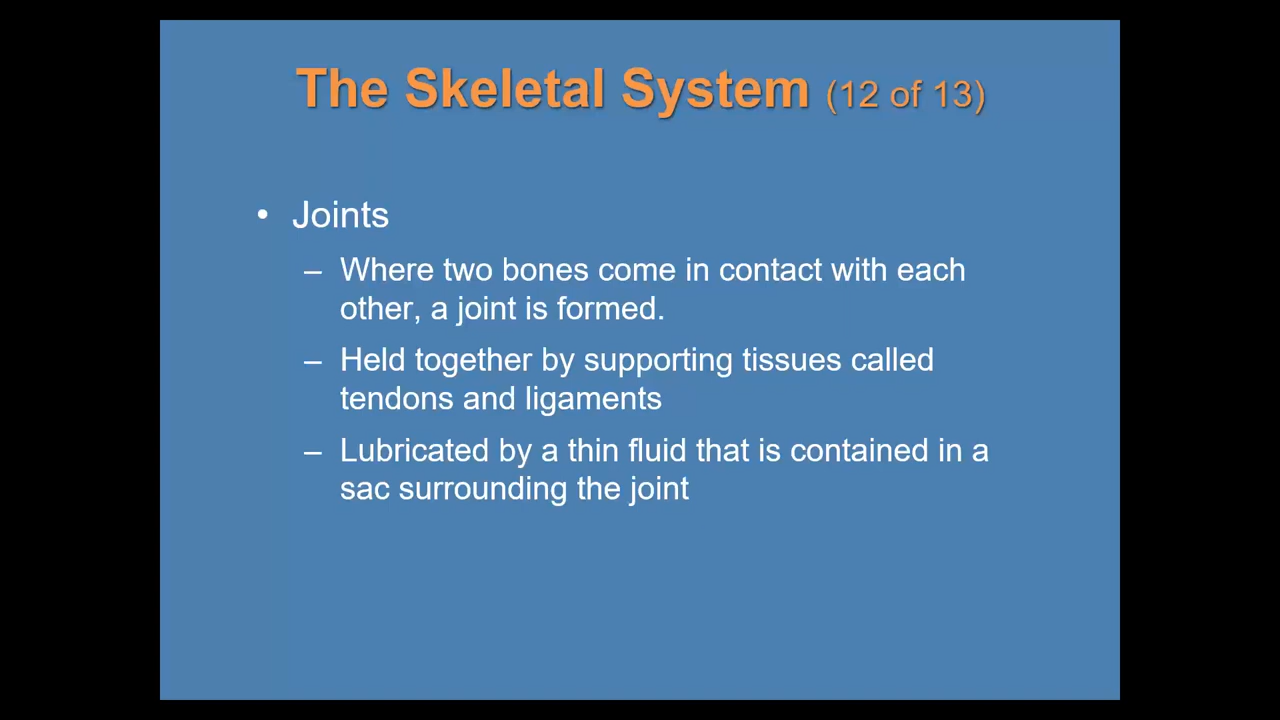 The Skeletal System (12 of 13)
• Joints
– Where two bones come in contact with each
other, a joint is formed.
– Held together by supporting tissues called
tendons and ligaments
– Lubricated by a thin fluid that is contained in a
sac surrounding the joint